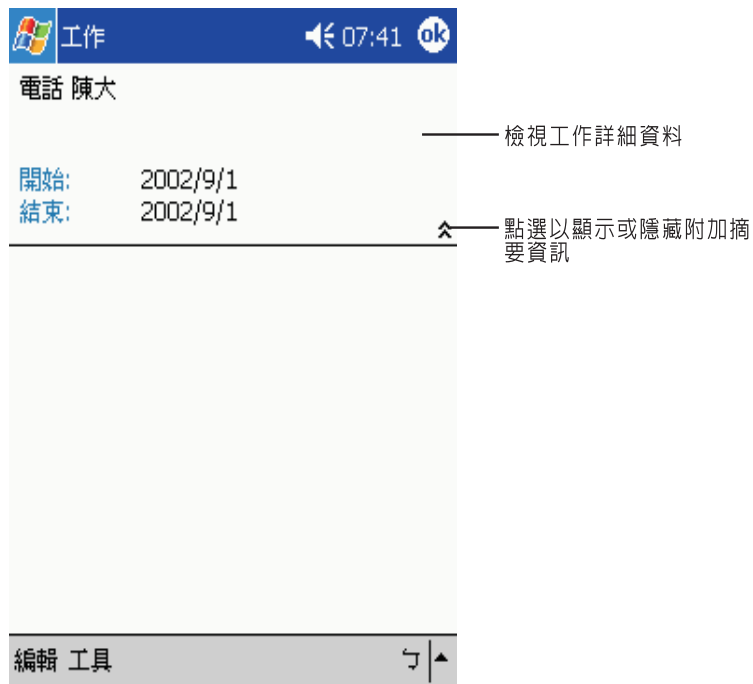 工作 07:41 ok
電話 陳大
檢視工作詳細資料
開始: 2002/9/1
結束: 2002/9/1
點選以顯示或隱藏附加摘
要資訊
編輯 工具 ㄅ